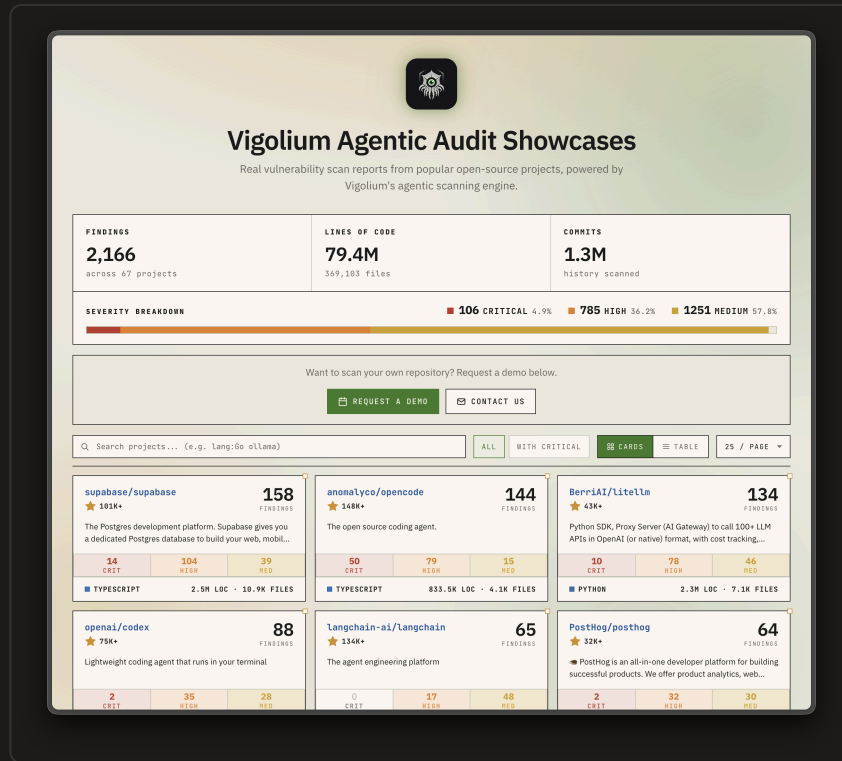 Vigolium Agentic Audit Showcases
Real vulnerability scan reports from popular open-source projects, powered by
Vigolium's agentic scanning engine.
FINDINGS
2,166
across 67 projects
LINES OF CODE
79.4M
369,103 files
COMMITS
1.3M
history scanned
SEVERITY BREAKDOWN
106 CRITICAL 4.9% 785 HIGH 36.2% 1251 MEDIUM 57.8%
Want to scan your own repository? Request a demo below.
REQUEST A DEMO CONTACT US
Search projects... (e.g. lang:Go ollama) ALL WITH CRITICAL CARDS TABLE 25 / PAGE
supabase/supabase
101K+
158
FINDINGS
The Postgres development platform. Supabase gives you
a dedicated Postgres database to build your web, mobil...
14 104 39
CRIT HIGH MED
TYPESCRIPT 2.5M LOC · 10.9K FILES
anomalyco/opencode
148K+
144
FINDINGS
The open source coding agent.
50 79 15
CRIT HIGH MED
TYPESCRIPT 833.5K LOC · 4.1K FILES
BerriAI/litellm
43K+
134
FINDINGS
Python SDK, Proxy Server (AI Gateway) to call 100+ LLM
APIs in OpenAI (or native) format, with cost tracking,...
10 78 46
CRIT HIGH MED
PYTHON 2.3M LOC · 7.1K FILES
openai/codex
75K+
88
FINDINGS
Lightweight coding agent that runs in your terminal
2 35 28
CRIT HIGH MED
langchain-ai/langchain
134K+
65
FINDINGS
The agent engineering platform
0 17 48
CRIT HIGH MED
PostHog/posthog
32K+
64
FINDINGS
🦔 PostHog is an all-in-one developer platform for building
successful products. We offer product analytics, web...
2 32 30
CRIT HIGH MED